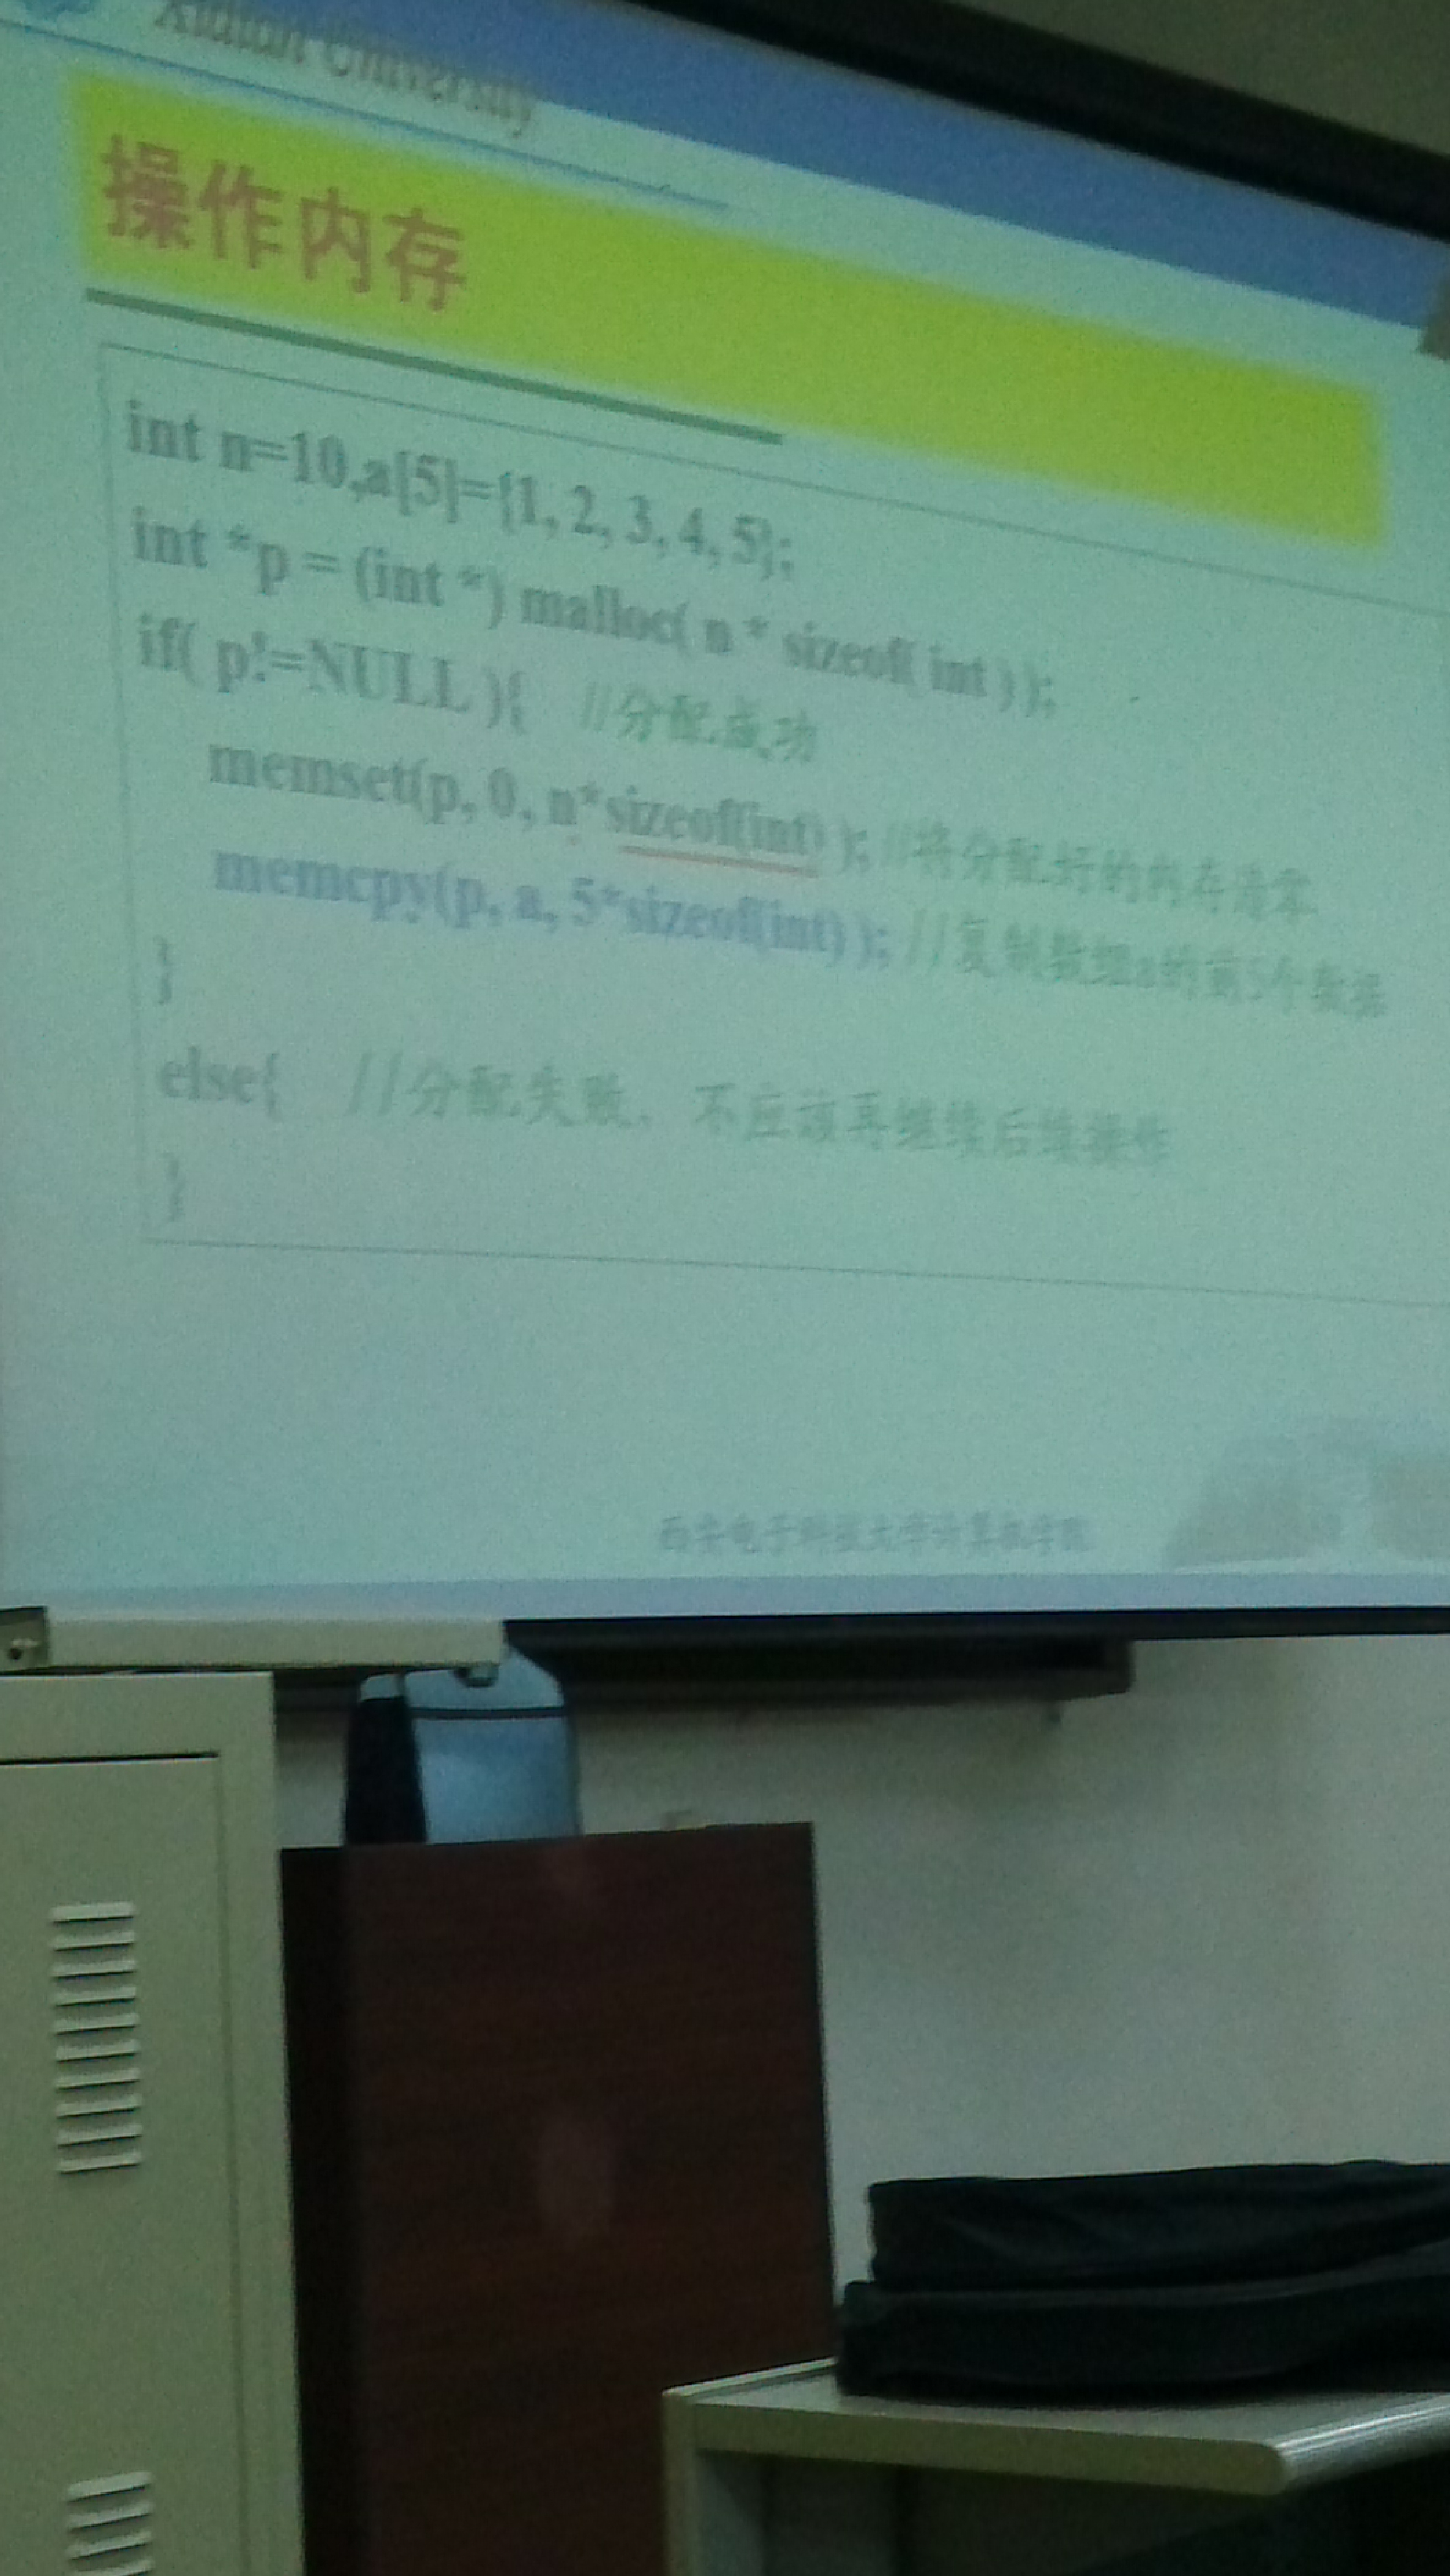 Xidian University
操作内存
int n=10,a[5]={1, 2, 3, 4, 5};
int *p = (int *) malloc( n * sizeof( int ) );
if( p!=NULL ){ //分配成功
memset(p, 0, n*sizeof(int) ); //将分配好的内存清零
memcpy(p, a, 5*sizeof(int) ); //复制数组a的前5个数据
}
else{ //分配失败，不应该再继续后续操作
}
西安电子科技大学计算机学院